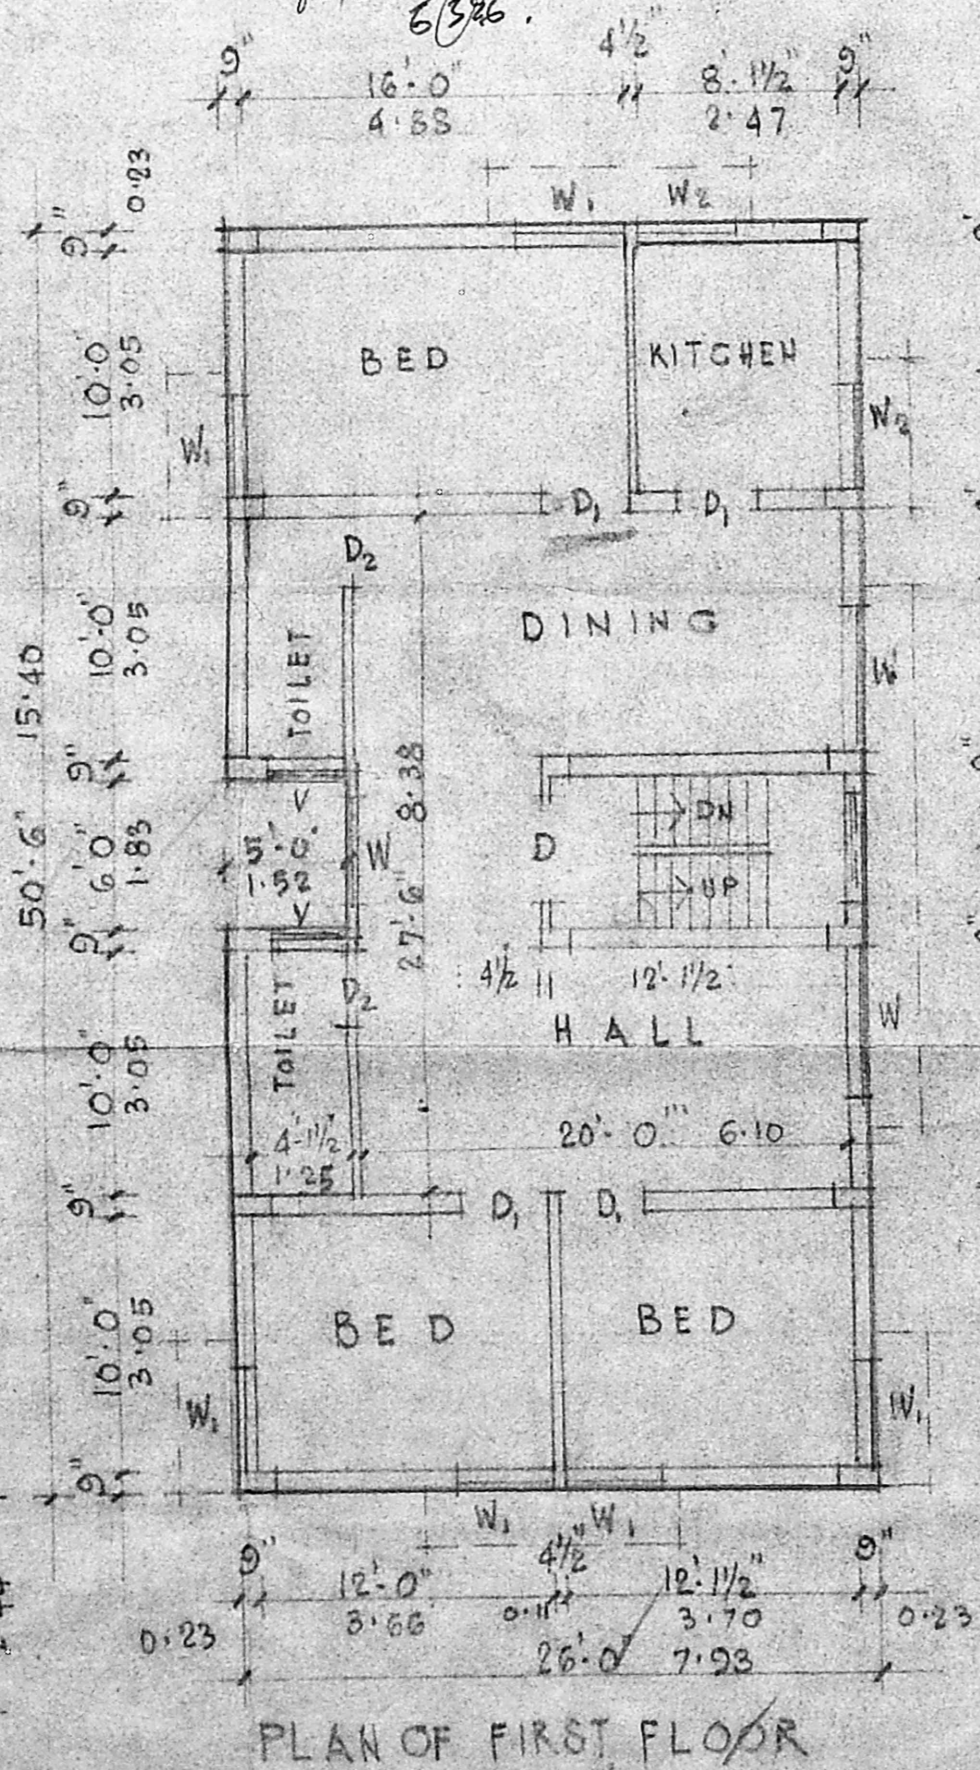 9" 16'-0" 4½" 8'-1½" 9"
4.88 2.47
0.23
W1 W2
9"
10'-0" 3.05
BED KITCHEN
W1 W2
9"
D1 D1
D2
DINING
10'-0" 3.05
TOILET
W
15.40
9"
8.38
DN
5'-0"
1.52
W D
UP
50'-6"
6'-0" 1.83
27'-6"
9"
4½ 12'-1½"
TOILET D2
HALL W
10'-0" 3.05
20'-0" 6.10
4'-1½
1.25
9"
D1 D1
BED BED
10'-0" 3.05
W1 W1
9"
W1 W1
9" 12'-0" 4½" 12'-1½" 9"
0.23 3.66 0.11 3.70 0.23
26'-0" 7.93
PLAN OF FIRST FLOOR